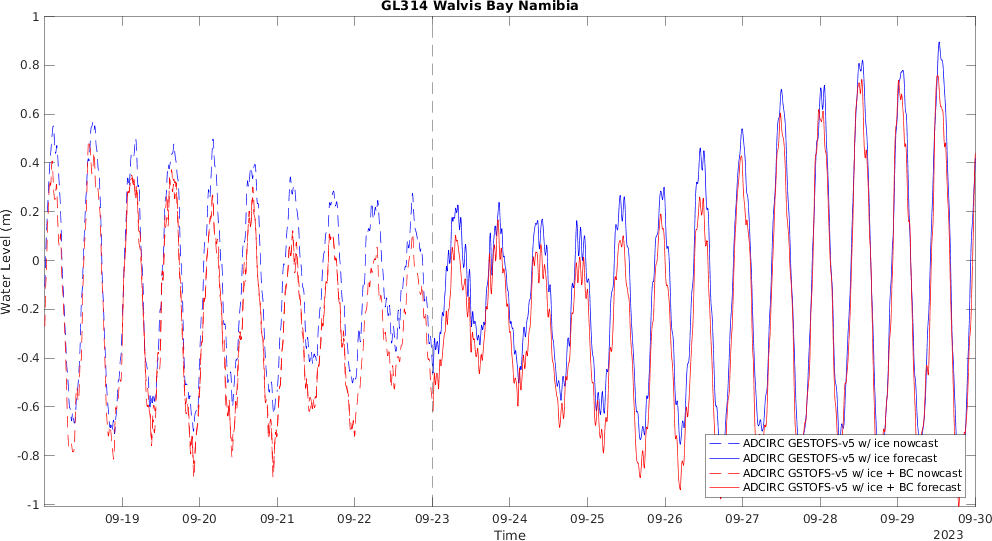 GL314 Walvis Bay Namibia
Water Level (m)
1
0.8
0.6
0.4
0.2
0
-0.2
-0.4
-0.6
-0.8
-1
ADCIRC GESTOFS-v5 w/ ice nowcast
ADCIRC GESTOFS-v5 w/ ice forecast
ADCIRC GSTOFS-v5 w/ ice + BC nowcast
ADCIRC GSTOFS-v5 w/ ice + BC forecast
09-19 09-20 09-21 09-22 09-23 09-24 09-25 09-26 09-27 09-28 09-29 09-30
Time
2023